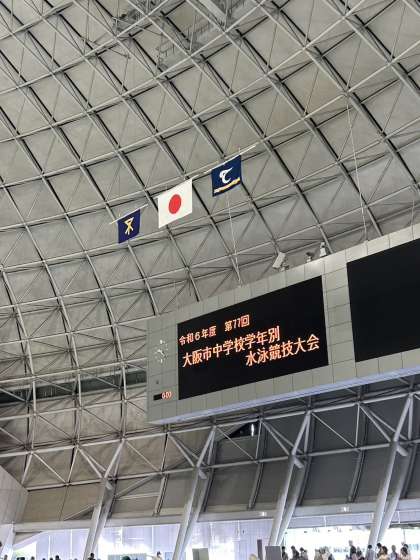 令和6年度 第77回
大阪市中学校学年別
水泳競技大会